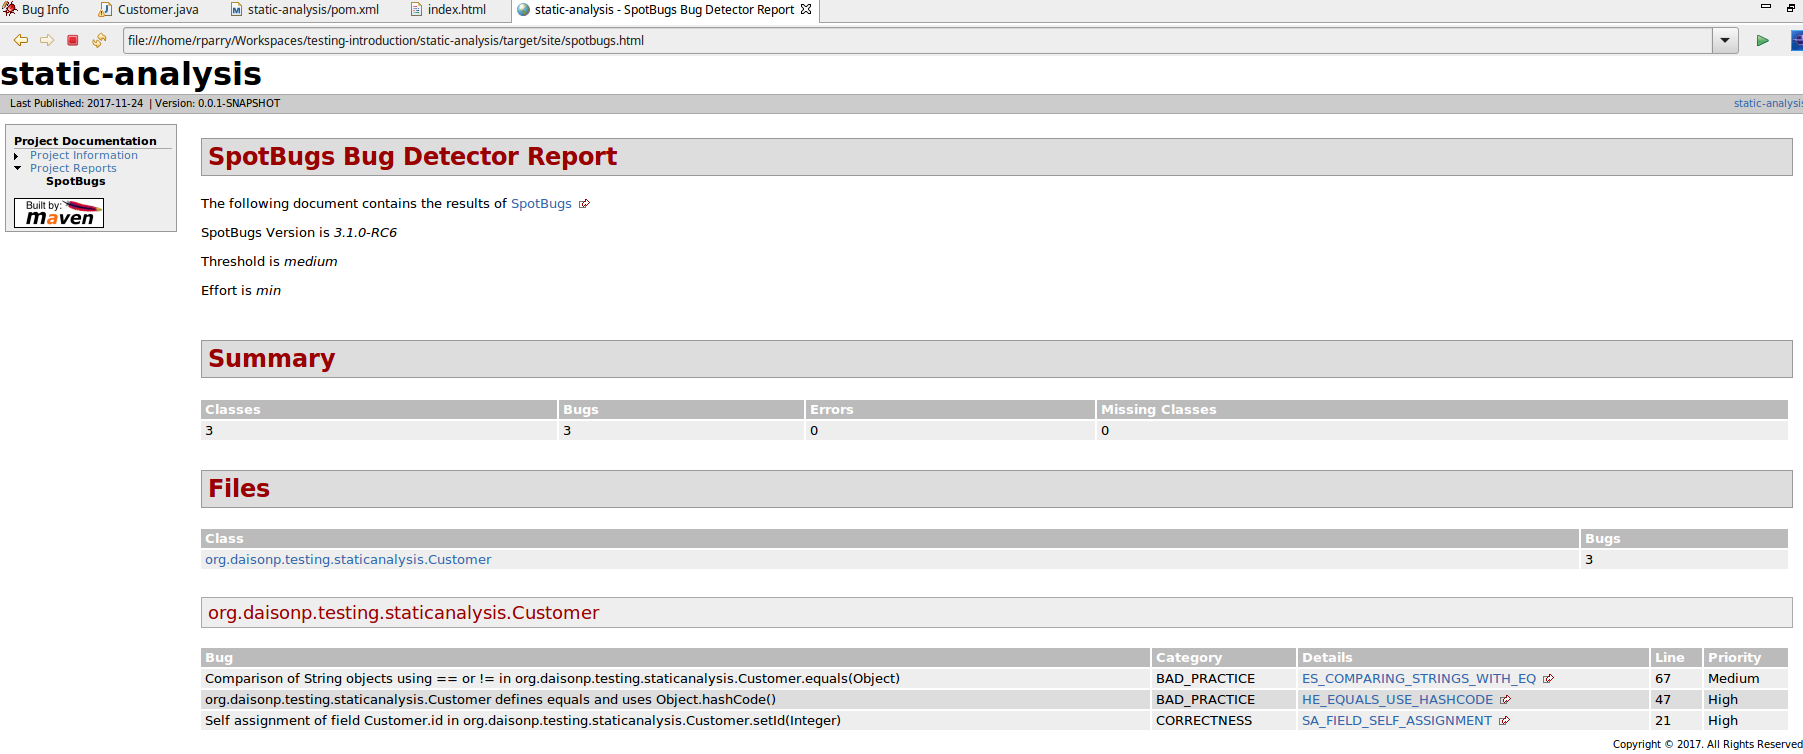 Bug Info Customer.java static-analysis/pom.xml index.html static-analysis - SpotBugs Bug Detector Report
file:///home/rparry/Workspaces/testing-introduction/static-analysis/target/site/spotbugs.html
static-analysis
Last Published: 2017-11-24 | Version: 0.0.1-SNAPSHOT static-analysis
Project Documentation
Project Information
Project Reports
SpotBugs
Built by:
maven
SpotBugs Bug Detector Report
The following document contains the results of SpotBugs
SpotBugs Version is 3.1.0-RC6
Threshold is medium
Effort is min
Summary
Classes Bugs Errors Missing Classes
3 3 0 0
Files
Class Bugs
org.daisonp.testing.staticanalysis.Customer 3
org.daisonp.testing.staticanalysis.Customer
Bug Category Details Line Priority
Comparison of String objects using == or != in org.daisonp.testing.staticanalysis.Customer.equals(Object) BAD_PRACTICE ES_COMPARING_STRINGS_WITH_EQ 67 Medium
org.daisonp.testing.staticanalysis.Customer defines equals and uses Object.hashCode() BAD_PRACTICE HE_EQUALS_USE_HASHCODE 47 High
Self assignment of field Customer.id in org.daisonp.testing.staticanalysis.Customer.setId(Integer) CORRECTNESS SA_FIELD_SELF_ASSIGNMENT 21 High
Copyright © 2017. All Rights Reserved